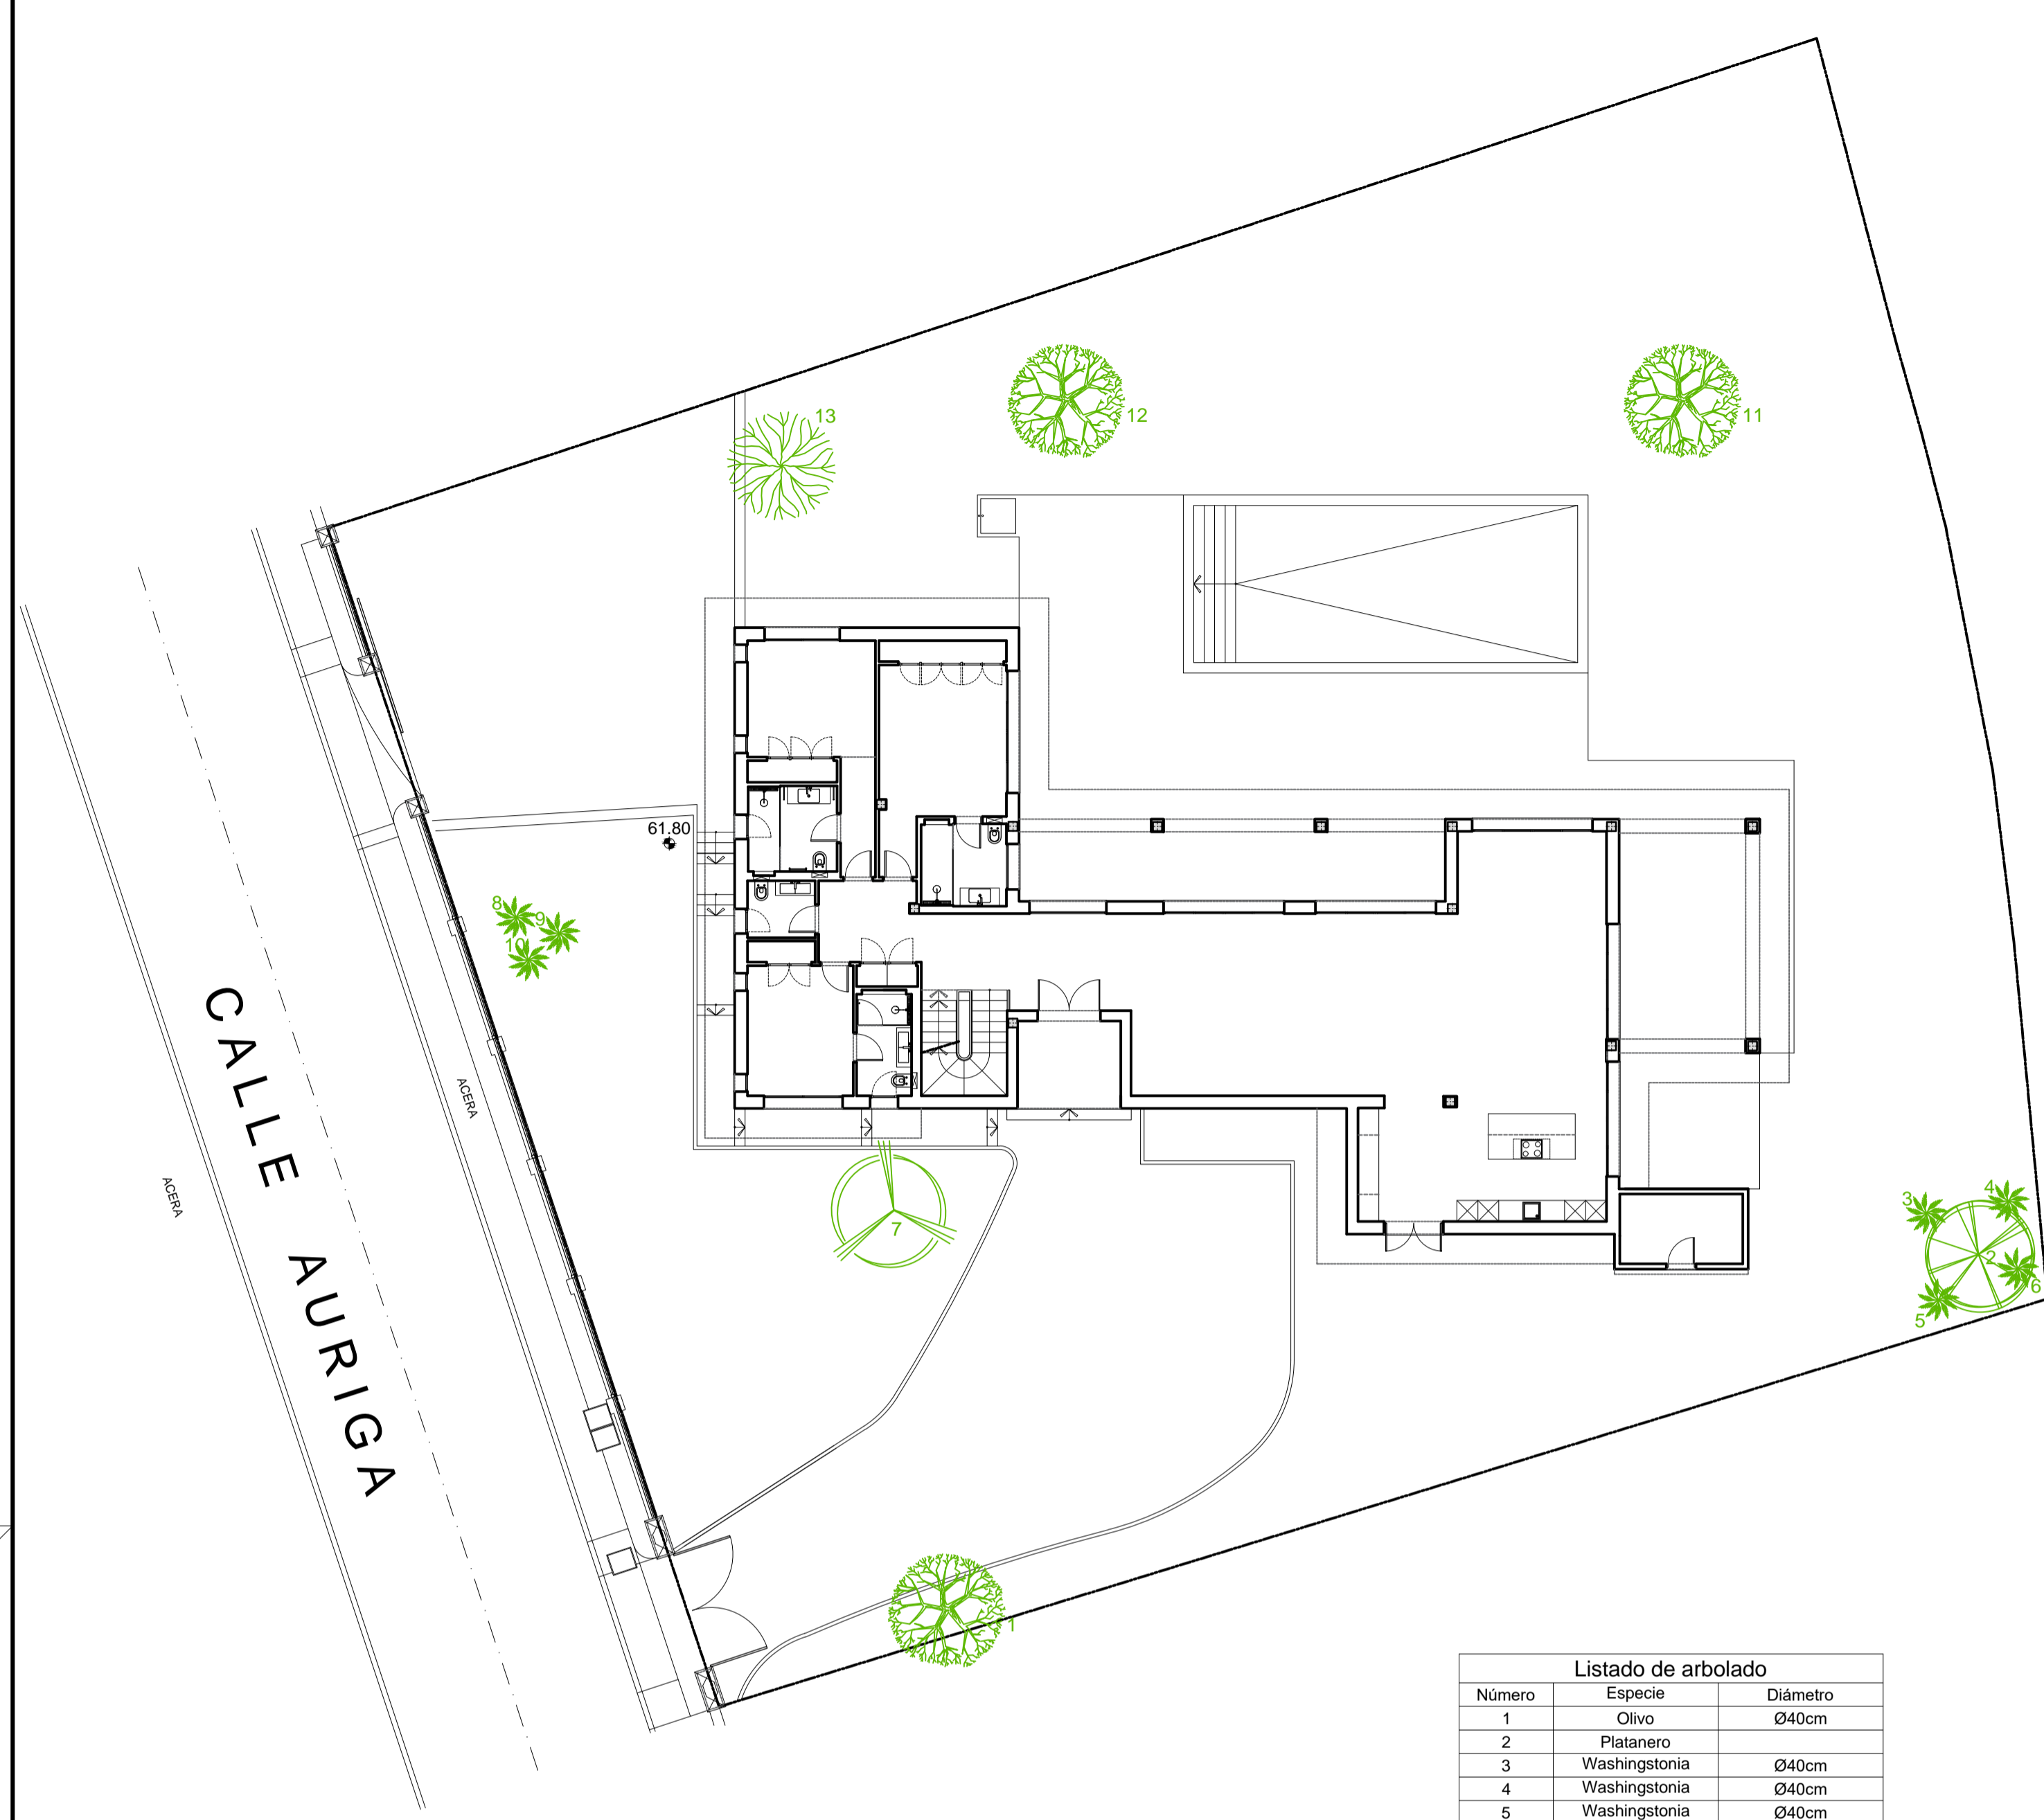 13
12
11
61.80
8
9
10
CALLE AURIGA
ACERA
ACERA
7
3
4
2
6
5
1
Listado de arbolado
Número Especie Diámetro
1 Olivo Ø40cm
2 Platanero
3 Washingstonia Ø40cm
4 Washingstonia Ø40cm
5 Washingstonia Ø40cm